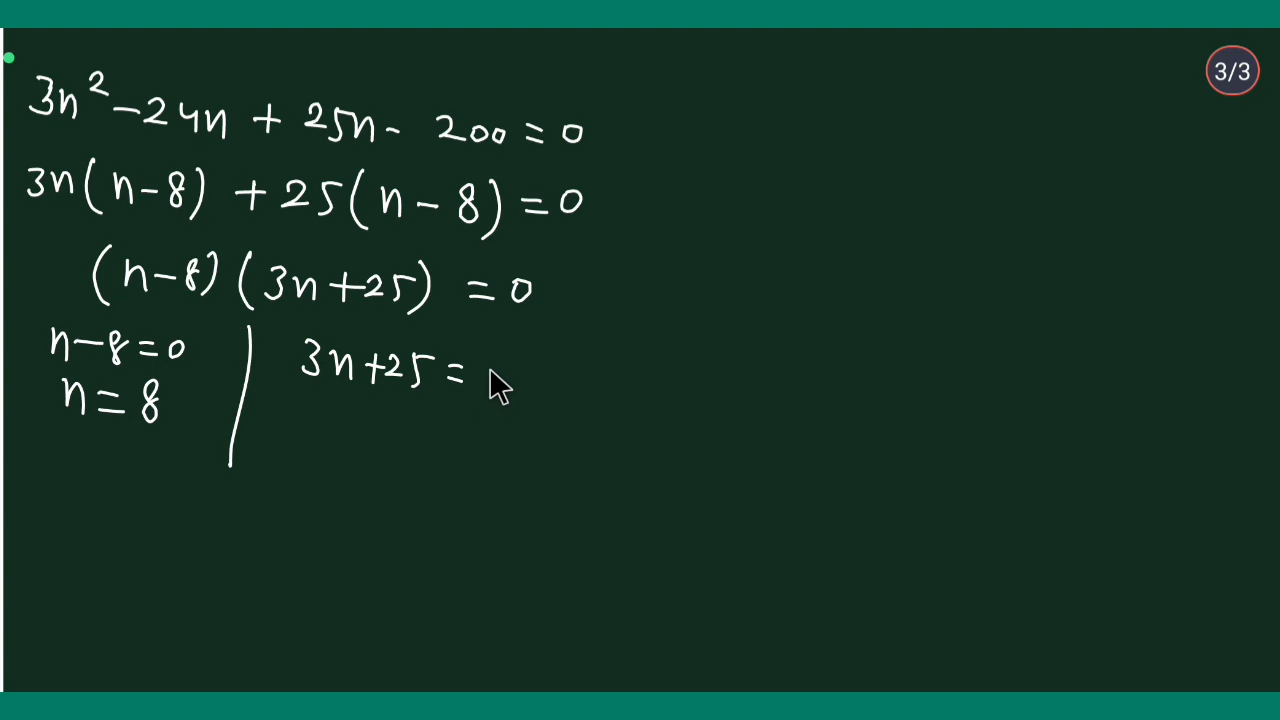 3/3
3n² - 24n + 25n - 200 = 0
3n(n-8) + 25(n-8) = 0
(n-8)(3n+25) = 0
n-8=0
n=8
3n+25=